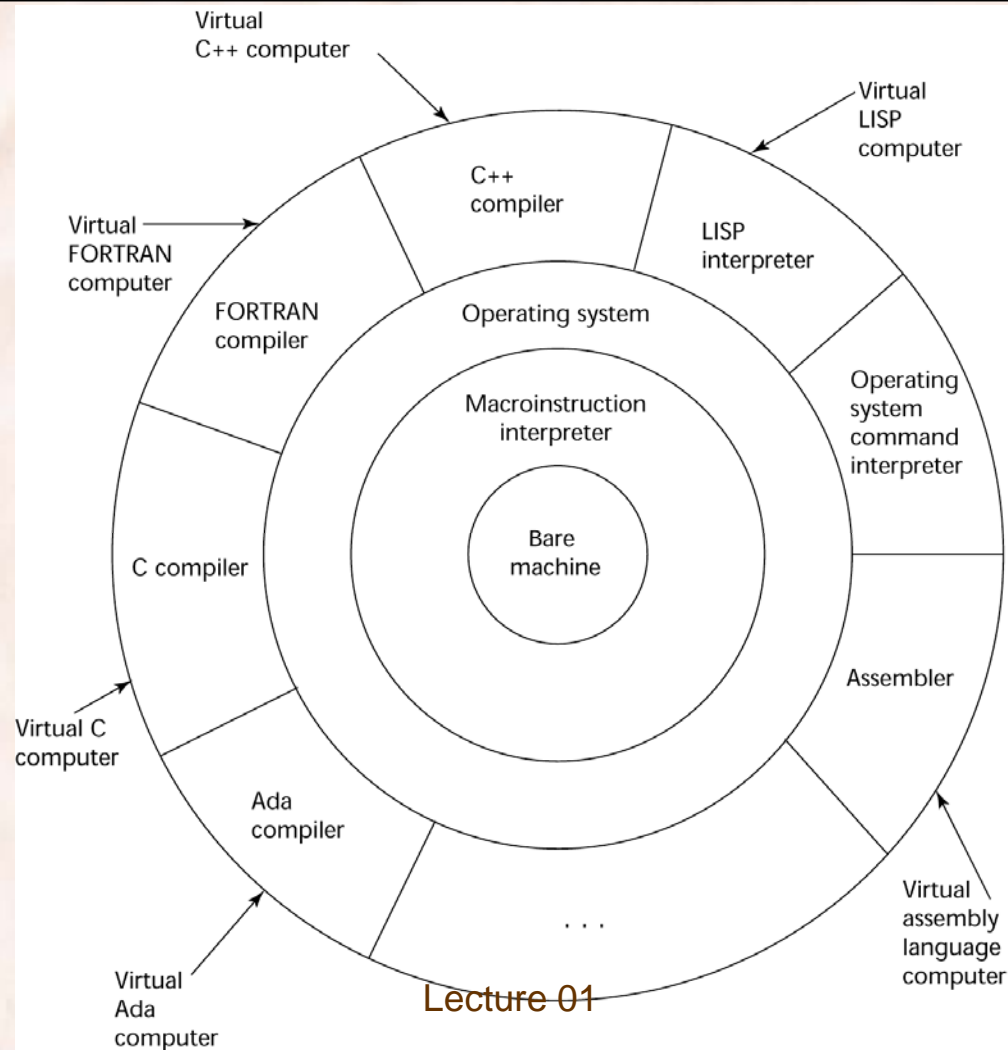 Virtual
C++ computer
Virtual
LISP
computer
C++
compiler
Virtual
FORTRAN
computer
LISP
interpreter
FORTRAN
compiler
Operating system
Operating
system
command
interpreter
Macroinstruction
interpreter
Bare
machine
C compiler
Assembler
Virtual C
computer
Ada
compiler
Virtual
assembly
language
computer
. . .
Virtual
Ada
computer
Lecture 01